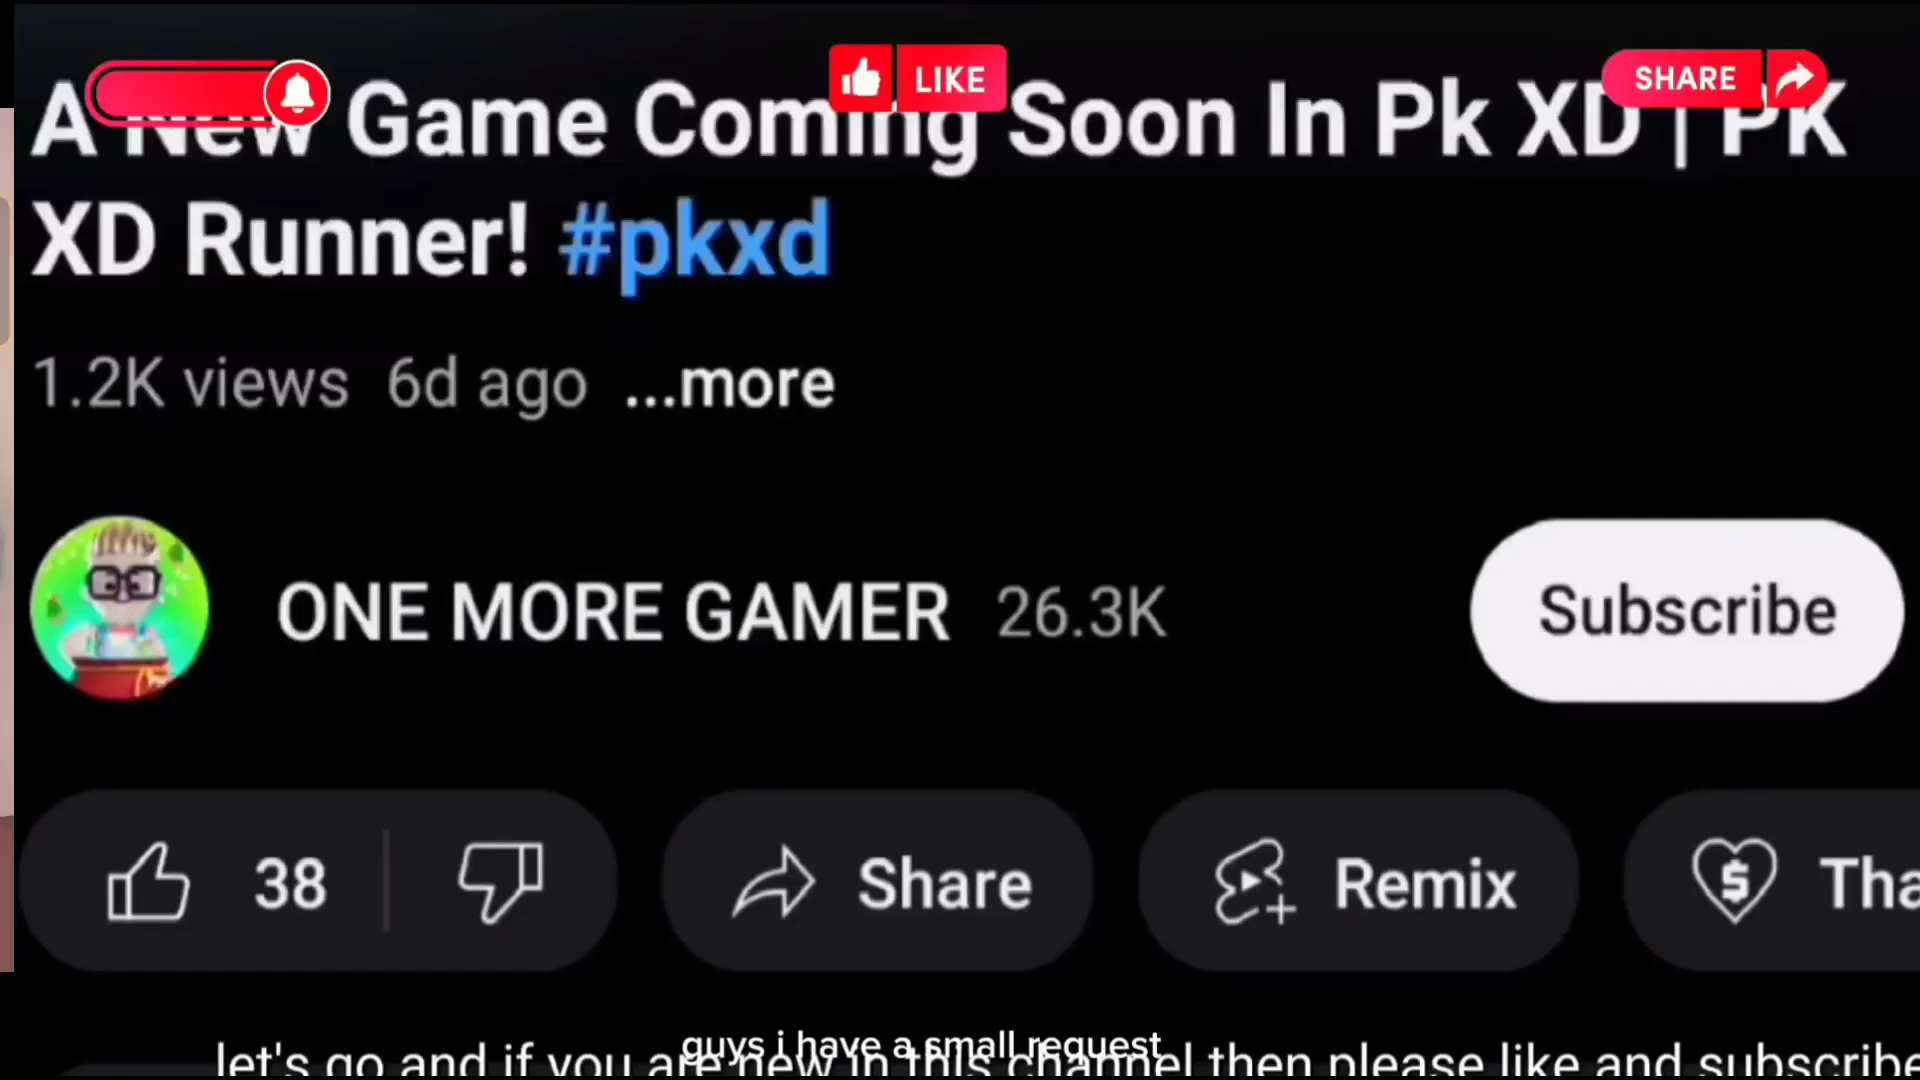 LIKE
SHARE
A New Game Coming Soon In Pk XD | PK
XD Runner! #pkxd
1.2K views 6d ago ...more
ONE MORE GAMER 26.3K
Subscribe
38
Share
Remix
Tha
guys i have a small request
let's go and if you are new in this channel then please like and subscribe